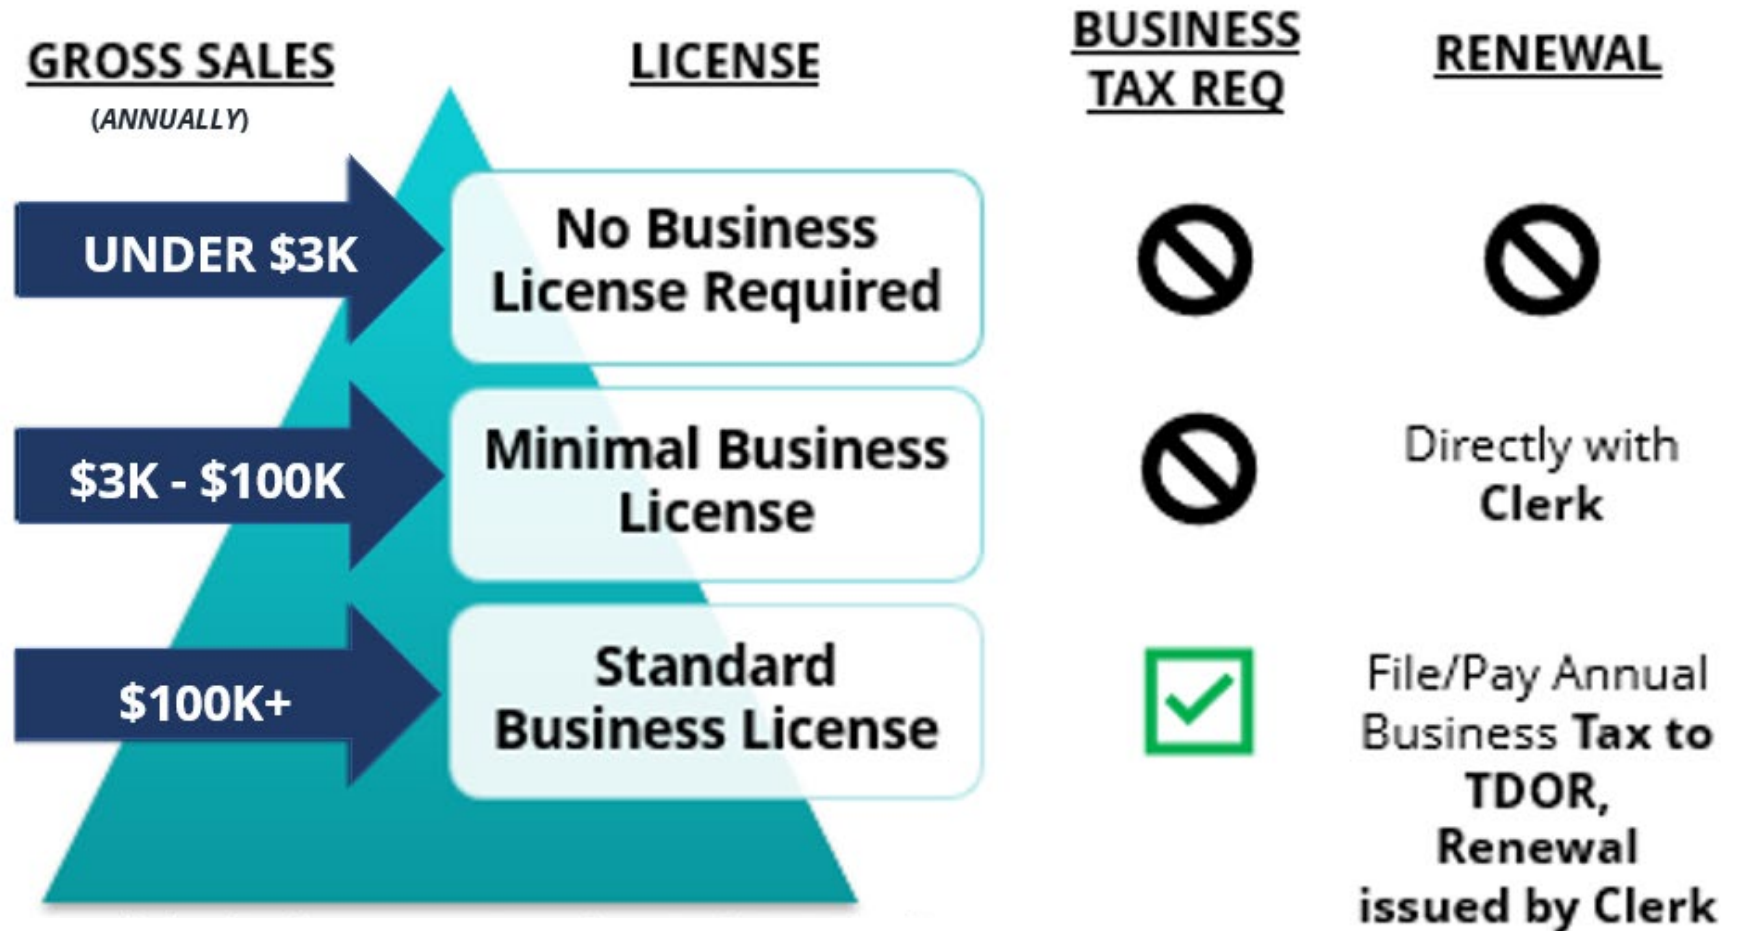 GROSS SALES
(ANNUALLY)
LICENSE
BUSINESS
TAX REQ
RENEWAL
UNDER $3K
No Business
License Required
$3K - $100K
Minimal Business
License
Directly with
Clerk
$100K+
Standard
Business License
File/Pay Annual
Business Tax to
TDOR,
Renewal
issued by Clerk